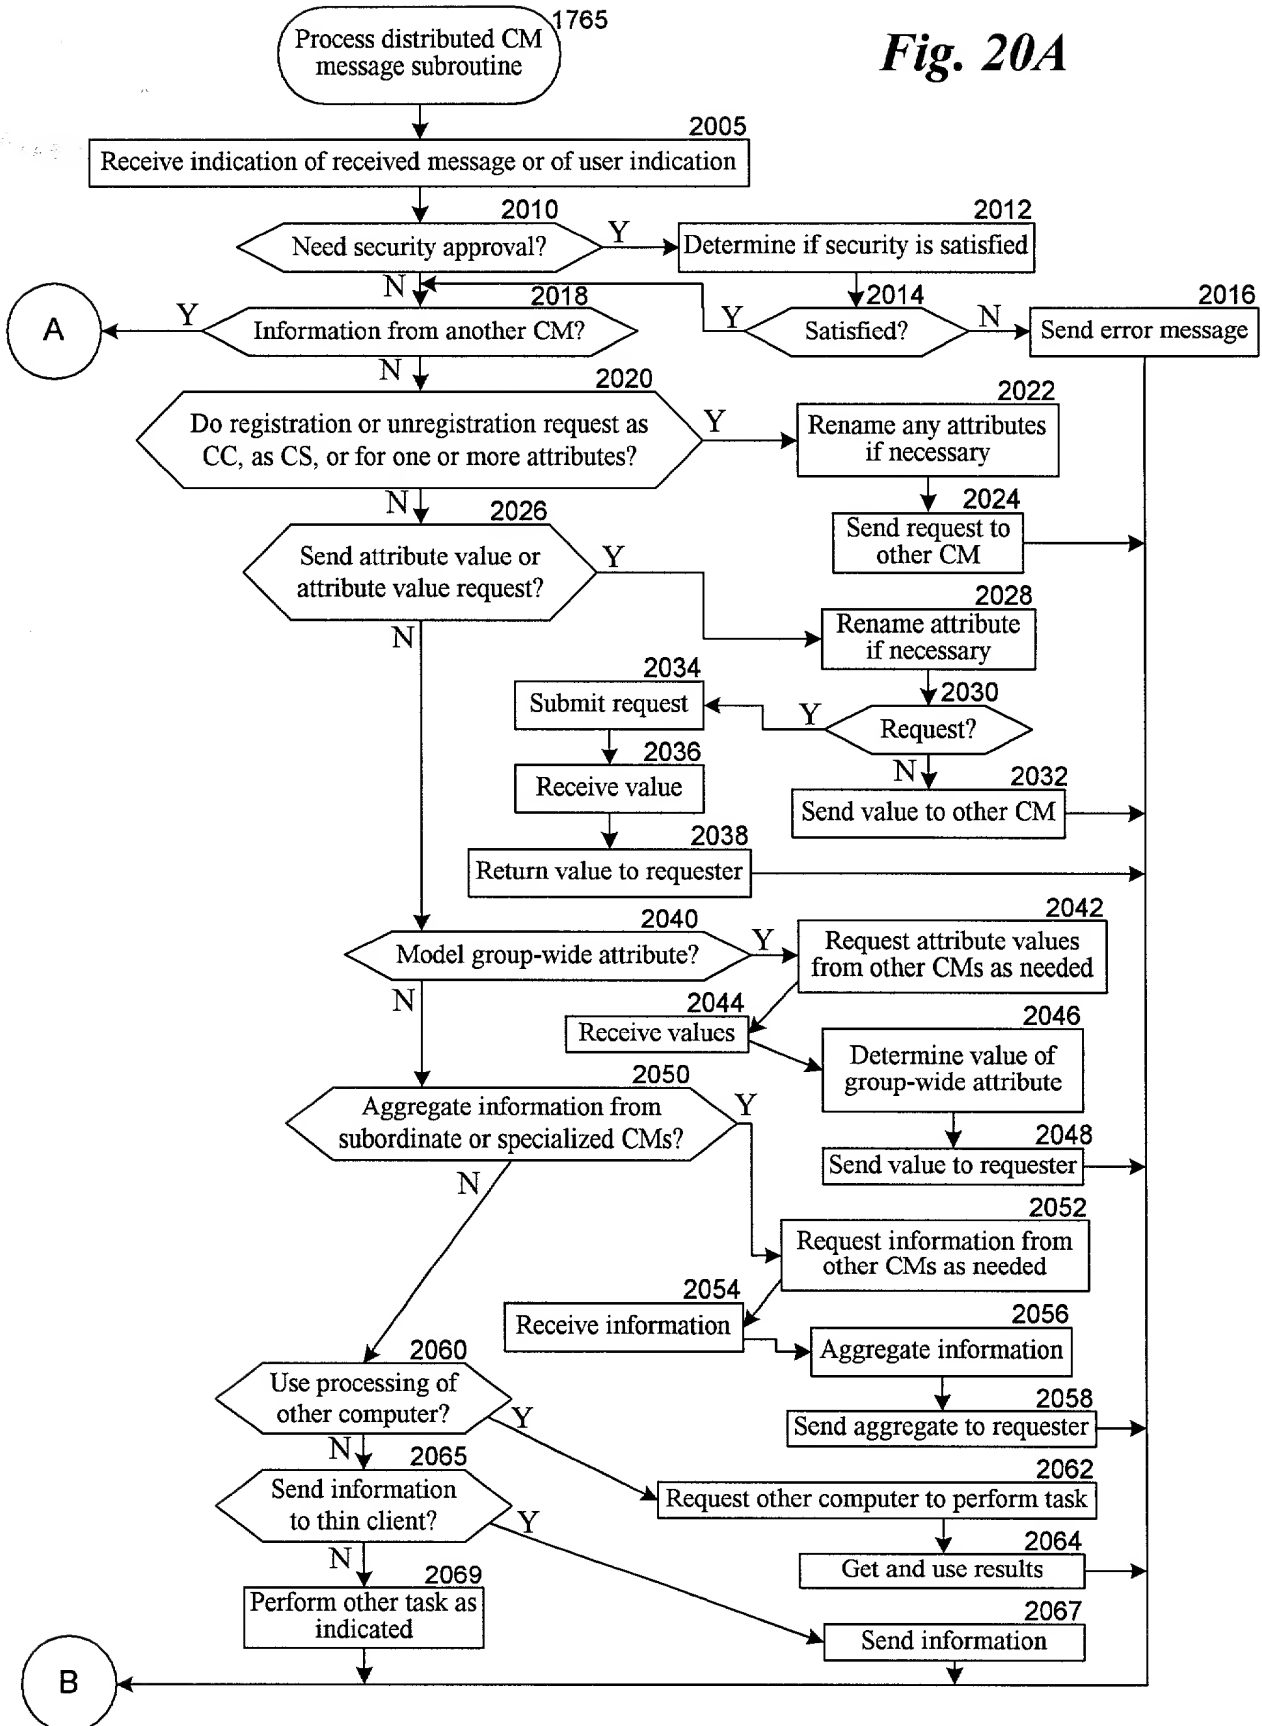 1765
Process distributed CM
message subroutine
Fig. 20A
2005
Receive indication of received message or of user indication
2010
Need security approval?
Y
2012
Determine if security is satisfied
N
2018
Information from another CM?
Y
A
2014
Satisfied?
Y
N
2016
Send error message
N
2020
Do registration or unregistration request as
CC, as CS, or for one or more attributes?
Y
2022
Rename any attributes
if necessary
2024
Send request to
other CM
N
2026
Send attribute value or
attribute value request?
Y
2028
Rename attribute
if necessary
2030
Request?
Y
2034
Submit request
2036
Receive value
2038
Return value to requester
N
2032
Send value to other CM
N
2040
Model group-wide attribute?
Y
2042
Request attribute values
from other CMs as needed
2044
Receive values
2046
Determine value of
group-wide attribute
2048
Send value to requester
N
2050
Aggregate information from
subordinate or specialized CMs?
Y
2052
Request information from
other CMs as needed
2054
Receive information
2056
Aggregate information
2058
Send aggregate to requester
N
2060
Use processing of
other computer?
Y
2062
Request other computer to perform task
2064
Get and use results
N
2065
Send information
to thin client?
Y
2067
Send information
N
2069
Perform other task as
indicated
B